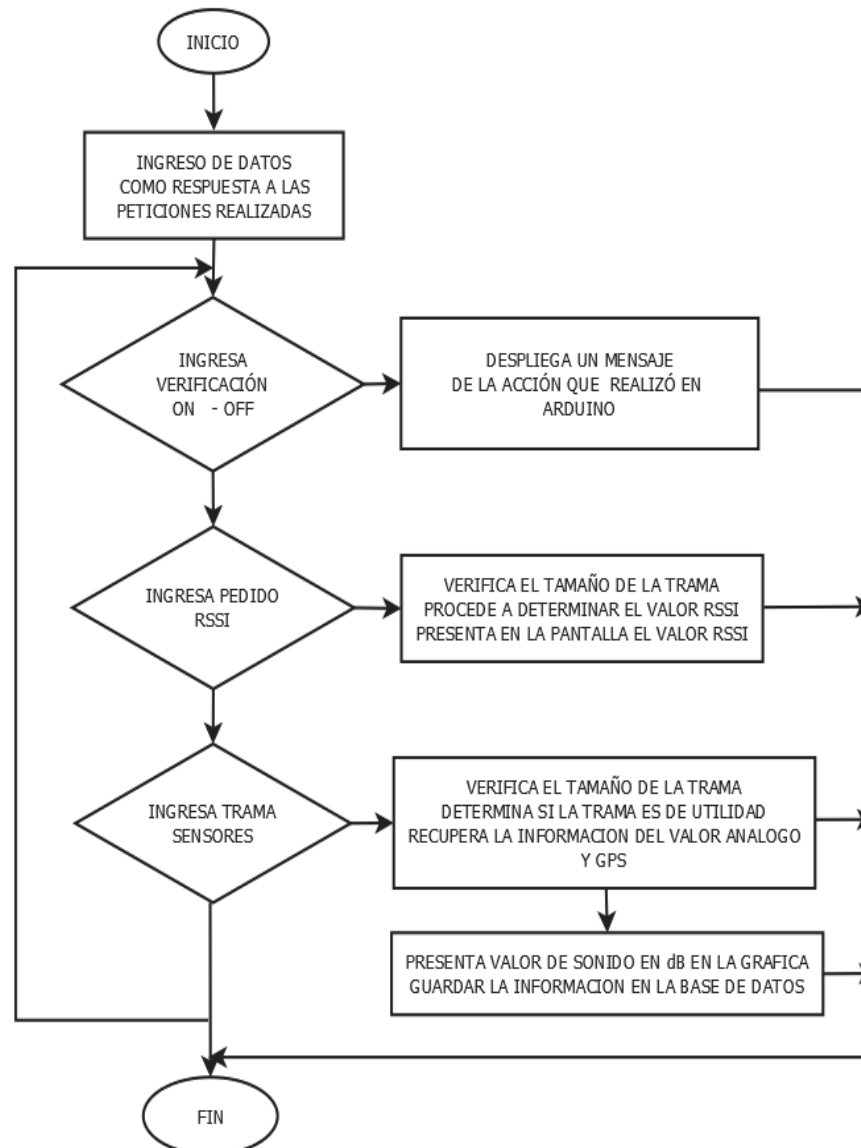 INICIO
INGRESO DE DATOS
COMO RESPUESTA A LAS
PETICIONES REALIZADAS
INGRESA
VERIFICACIÓN
ON - OFF
DESPLIEGA UN MENSAJE
DE LA ACCIÓN QUE REALIZÓ EN
ARDUINO
INGRESA PEDIDO
RSSI
VERIFICA EL TAMAÑO DE LA TRAMA
PROCEDE A DETERMINAR EL VALOR RSSI
PRESENTA EN LA PANTALLA EL VALOR RSSI
INGRESA TRAMA
SENSORES
VERIFICA EL TAMAÑO DE LA TRAMA
DETERMINA SI LA TRAMA ES DE UTILIDAD
RECUPERA LA INFORMACION DEL VALOR ANALOGO
Y GPS
PRESENTA VALOR DE SONIDO EN dB EN LA GRAFICA
GUARDAR LA INFORMACION EN LA BASE DE DATOS
FIN